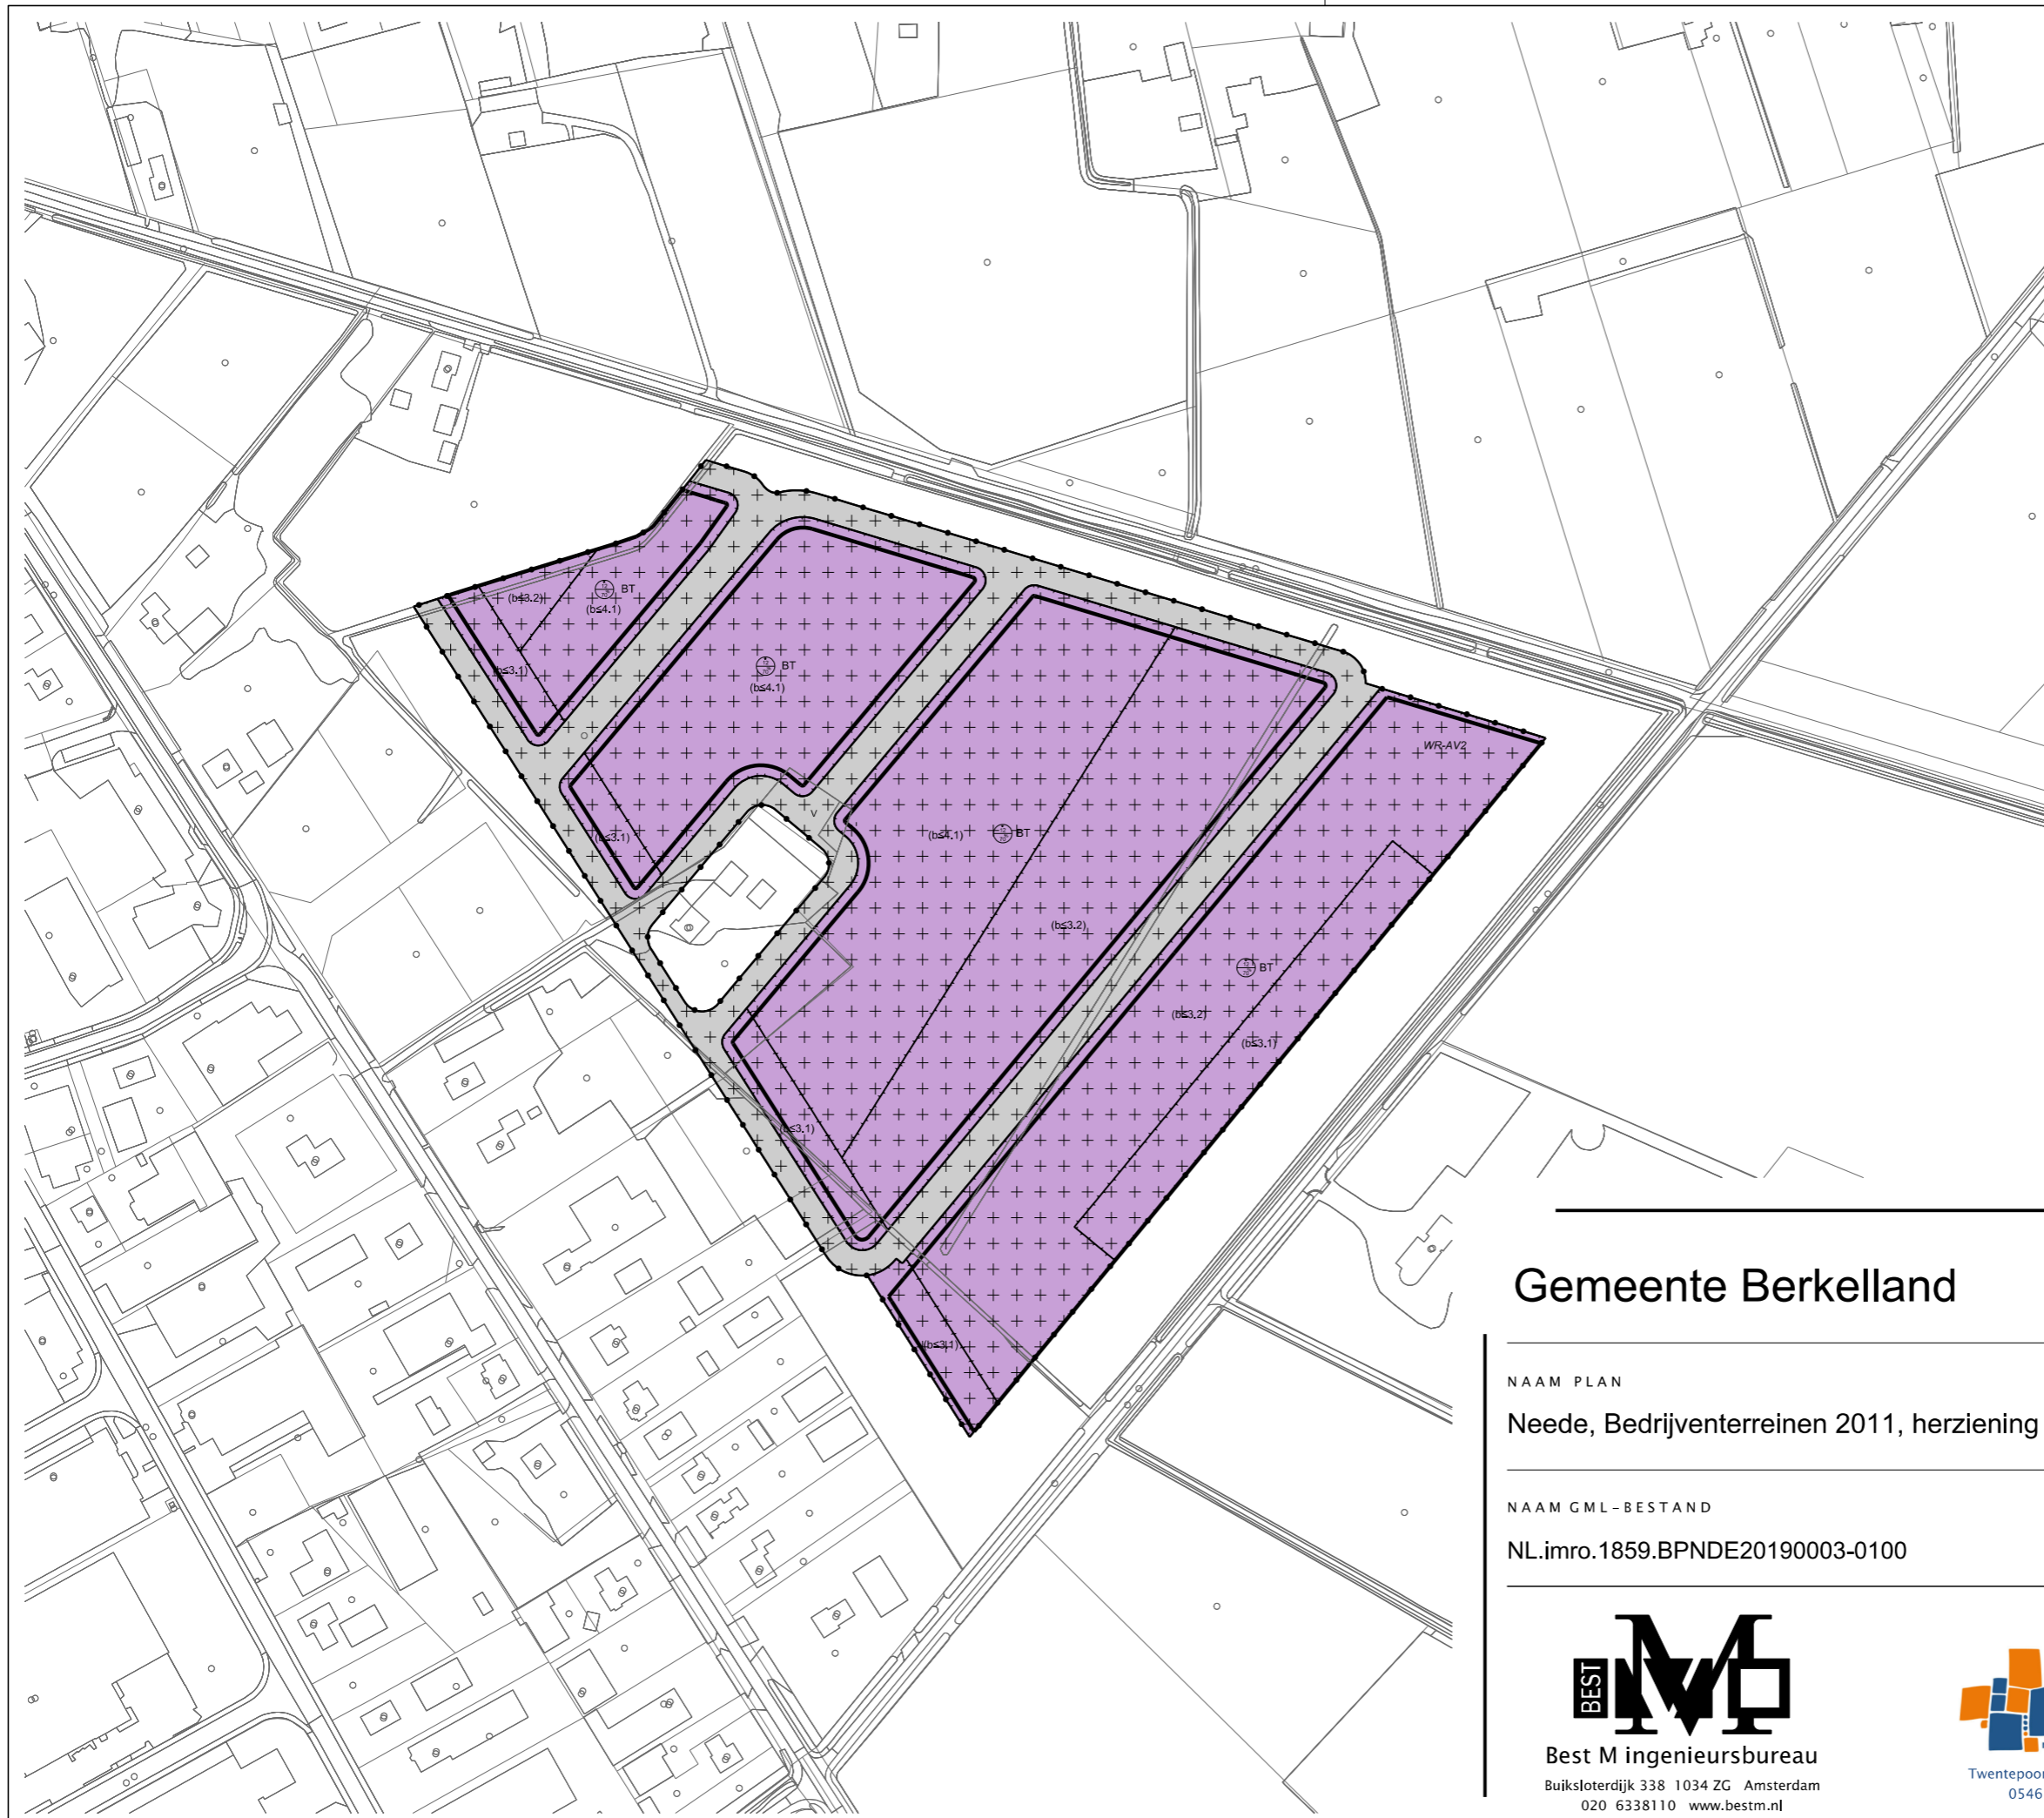 (b≤3.2)
BT
(b≤4.1)
(b≤3.1)
BT
(b≤4.1)
(b≤3.1)
V
WR-AV2
(b≤4.1)
BT
(b≤3.2)
BT
(b≤3.2)
(b≤3.1)
(b≤3.1)
(b≤3.1)
Gemeente Berkelland
NAAM PLAN
Neede, Bedrijventerreinen 2011, herziening
NAAM GML-BESTAND
NL.imro.1859.BPNDE20190003-0100
BEST
M
Best M ingenieursbureau
Buiksloterdijk 338 1034 ZG Amsterdam
020 6338110 www.bestm.nl
Twentepoor
0546